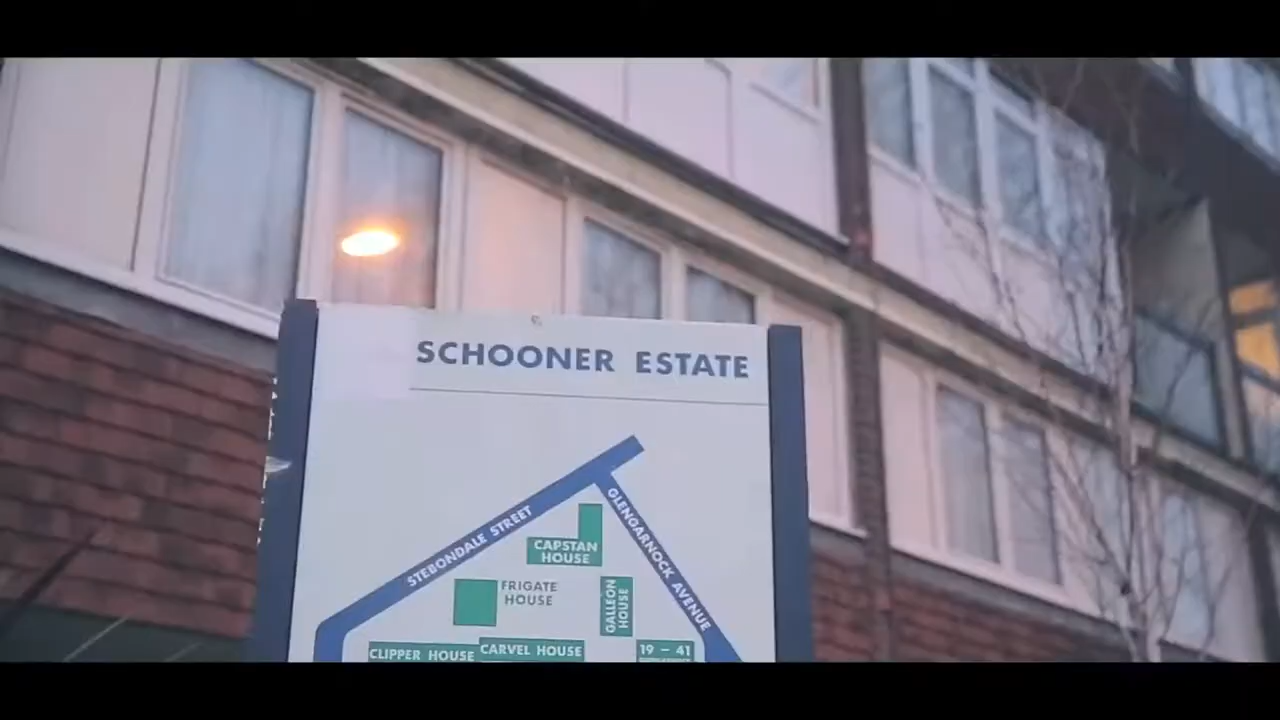 SCHOONER ESTATE
STEBONDALE STREET
GLENGARNOCK AVENUE
CAPSTAN
HOUSE
FRIGATE
HOUSE
GALLEON
HOUSE
CLIPPER HOUSE
CARVEL HOUSE
19 – 41